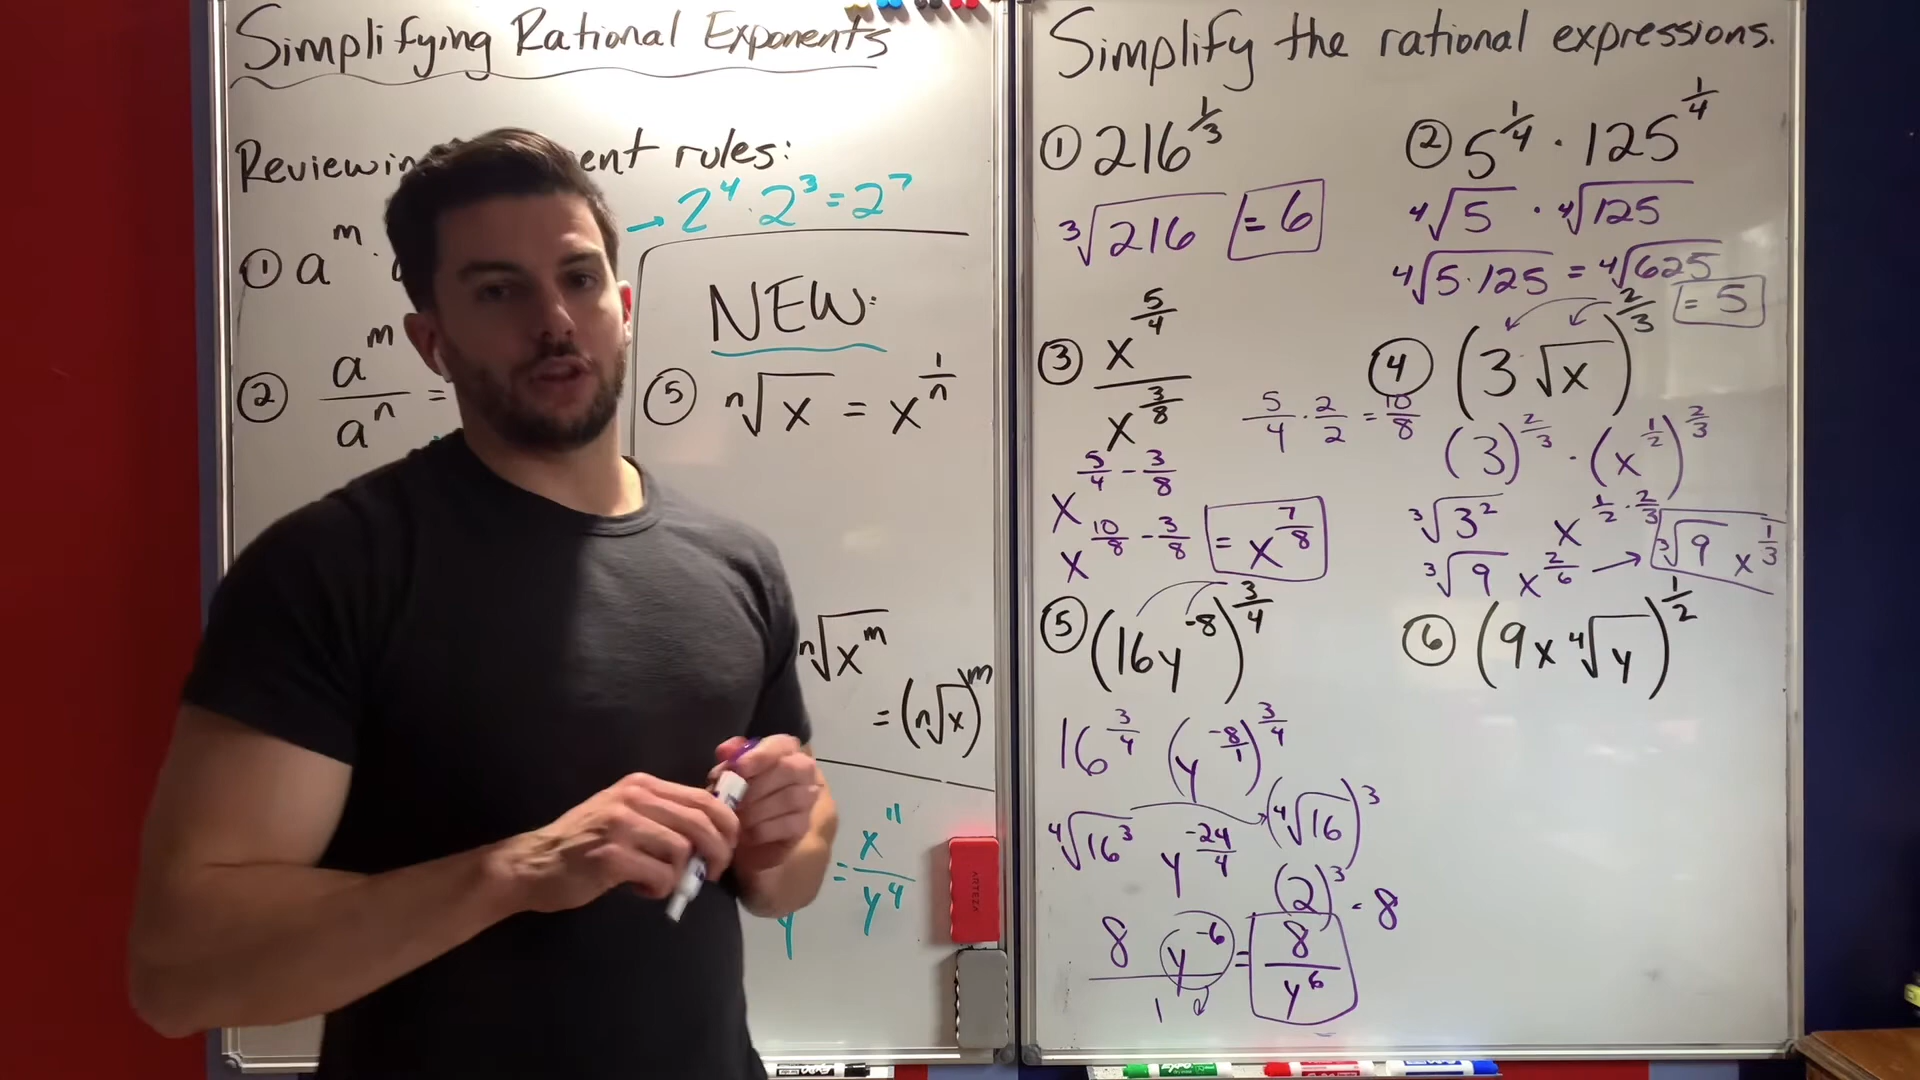 Simplifying Rational Exponents
Reviewin ent rules:
→ 2⁴ · 2³ = 2⁷
① a^m ·
② a^m / a^n =
NEW:
⑤ ⁿ√x = x^(1/n)
ⁿ√x^m
= (ⁿ√x)^m
= x¹¹ / y⁴
y
ARTEZA
Simplify the rational expressions.
① 216^(1/3)
³√216 = 6
② 5^(1/4) · 125^(1/4)
⁴√5 · ⁴√125
⁴√5·125 = ⁴√625
= 5
③ x^(5/4) / x^(3/8)
5/4 · 2/2 = 10/8
x^(5/4 - 3/8)
x^(10/8 - 3/8) = x^(7/8)
④ (3√x)^(2/3)
(3)^(2/3) · (x^(1/2))^(2/3)
³√3² x^(1/2 · 2/3)
³√9 x^(2/6) → ³√9 x^(1/3)
⑤ (16y^-8)^(3/4)
16^(3/4) (y^(-8/1))^(3/4)
⁴√16³ y^(-24/4) (⁴√16)³
(2)³ = 8
8 y^-6 / 1 = 8 / y⁶
⑥ (9x ⁴√y)^(1/2)
EXPO